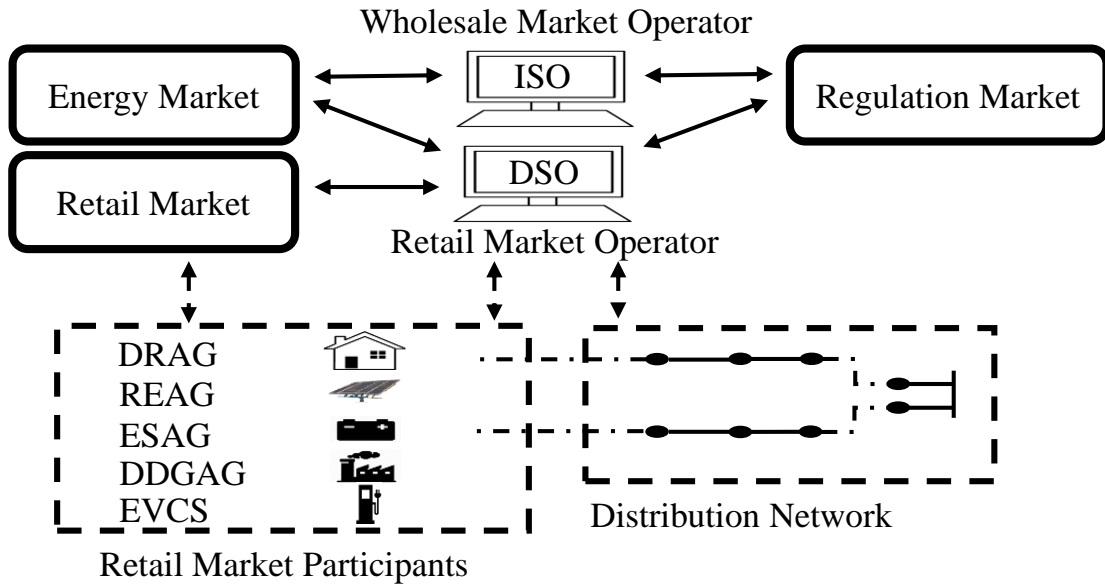 Wholesale Market Operator
Energy Market
ISO
Regulation Market
Retail Market
DSO
Retail Market Operator
DRAG
REAG
ESAG
DDGAG
EVCS
Distribution Network
Retail Market Participants